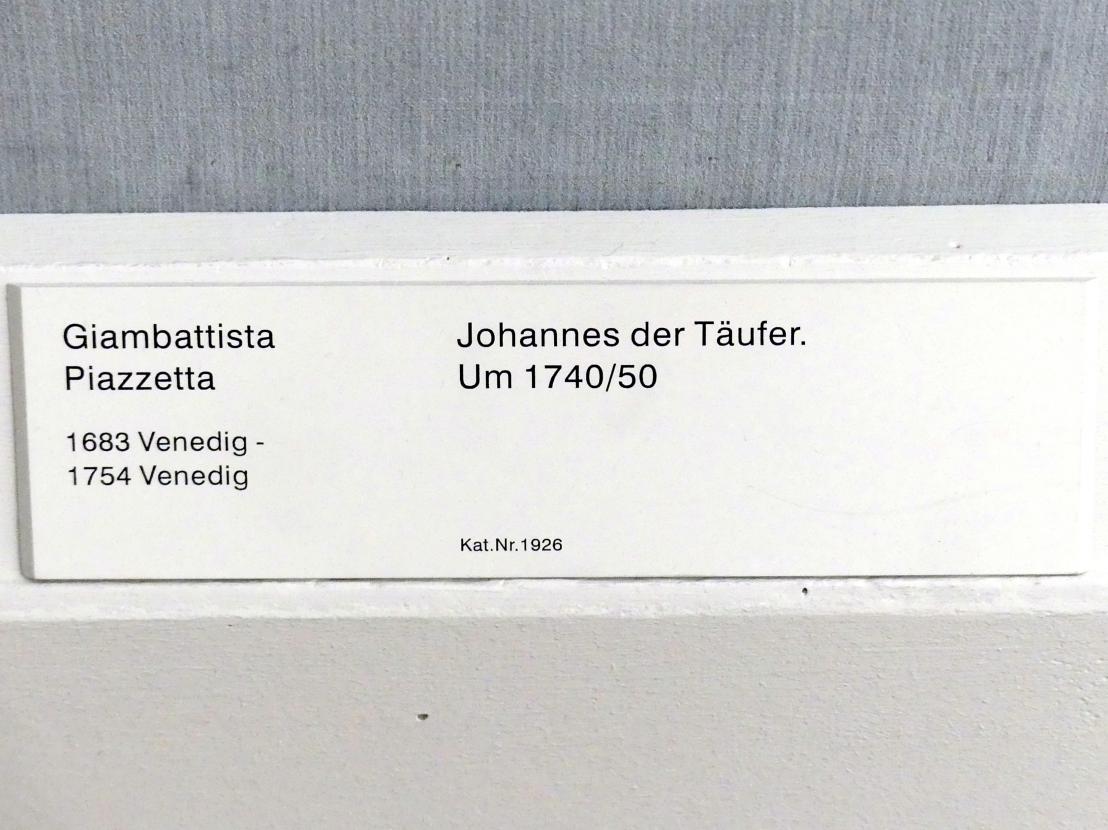 Giambattista
Piazzetta
1683 Venedig -
1754 Venedig
Johannes der Täufer.
Um 1740/50
Kat.Nr.1926